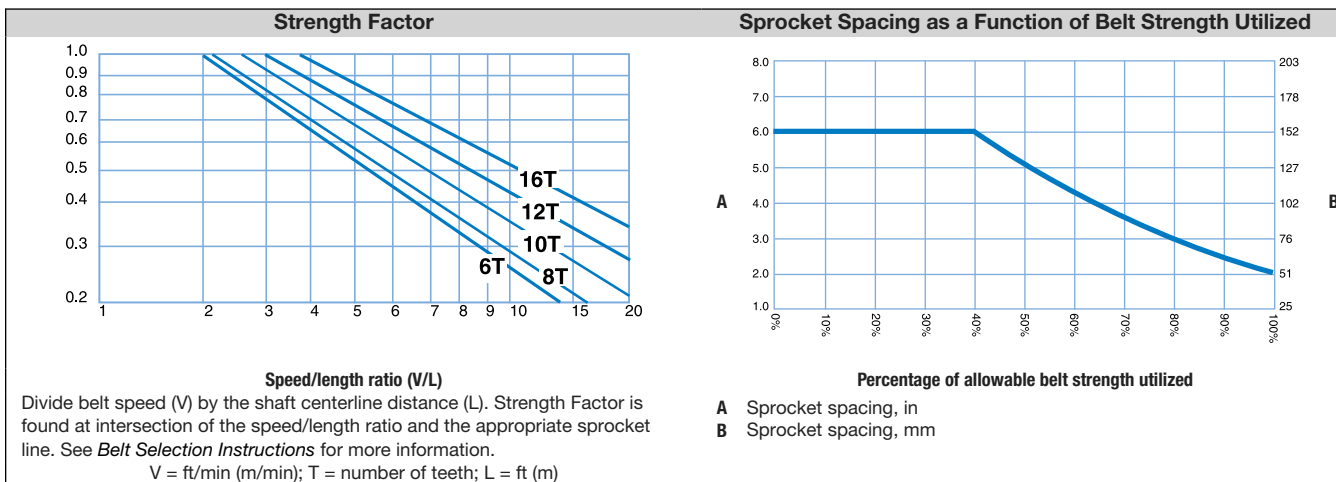 Strength Factor
1.0
0.9
0.8
0.7
0.6
0.5
0.4
0.3
0.2
16T
12T
10T
8T
6T
1 2 3 4 5 6 7 8 9 10 15 20
Speed/length ratio (V/L)
Divide belt speed (V) by the shaft centerline distance (L). Strength Factor is
found at intersection of the speed/length ratio and the appropriate sprocket
line. See Belt Selection Instructions for more information.
V = ft/min (m/min); T = number of teeth; L = ft (m)
Sprocket Spacing as a Function of Belt Strength Utilized
8.0 203
7.0 178
6.0 152
5.0 127
A 4.0 102 B
3.0 76
2.0 51
1.0 25
0% 10% 20% 30% 40% 50% 60% 70% 80% 90% 100%
Percentage of allowable belt strength utilized
A Sprocket spacing, in
B Sprocket spacing, mm